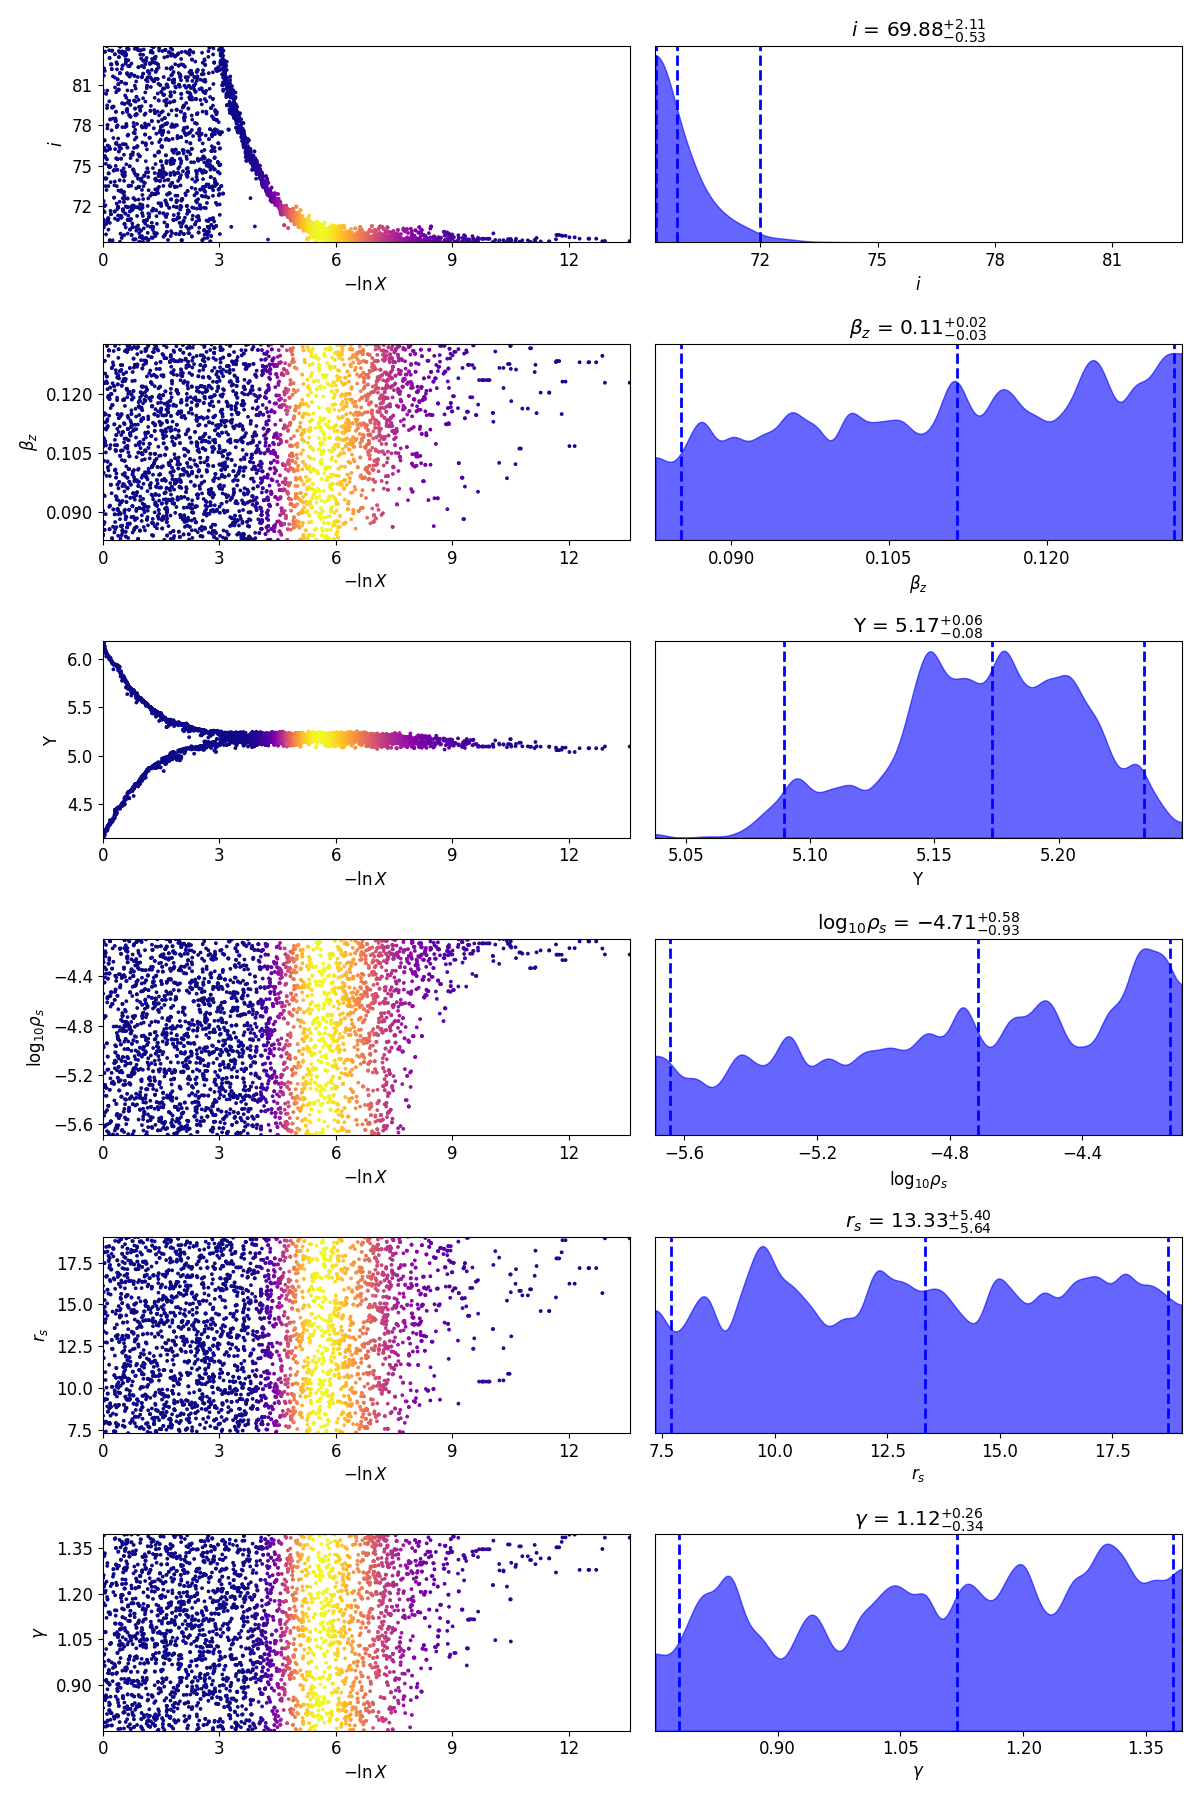 i = 69.88+2.11−0.53
81
78
75
72
i
0 3 6 9 12
−ln X
72 75 78 81
i
βz = 0.11+0.02−0.03
0.120
0.105
0.090
βz
0 3 6 9 12
−ln X
0.090 0.105 0.120
βz
Y = 5.17+0.06−0.08
6.0
5.5
5.0
4.5
Y
0 3 6 9 12
−ln X
5.05 5.10 5.15 5.20
Y
log10ρs = −4.71+0.58−0.93
−4.4
−4.8
−5.2
−5.6
log10ρs
0 3 6 9 12
−ln X
−5.6 −5.2 −4.8 −4.4
log10ρs
rs = 13.33+5.40−5.64
17.5
15.0
12.5
10.0
7.5
rs
0 3 6 9 12
−ln X
7.5 10.0 12.5 15.0 17.5
rs
γ = 1.12+0.26−0.34
1.35
1.20
1.05
0.90
γ
0 3 6 9 12
−ln X
0.90 1.05 1.20 1.35
γ